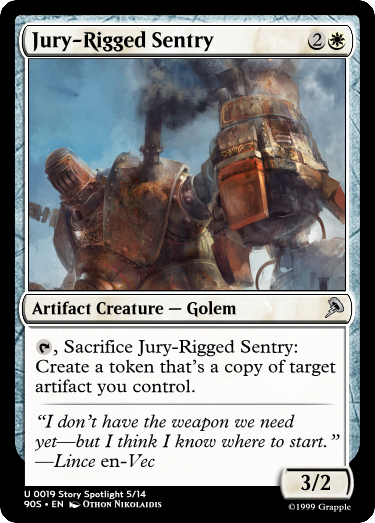 Jury-Rigged Sentry 2
Artifact Creature — Golem
, Sacrifice Jury-Rigged Sentry:
Create a token that's a copy of target
artifact you control.
“I don't have the weapon we need
yet—but I think I know where to start.”
—Lince en-Vec
3/2
U 0019 Story Spotlight 5/14
90S • EN Othon Nikolaidis
©1999 Grapple